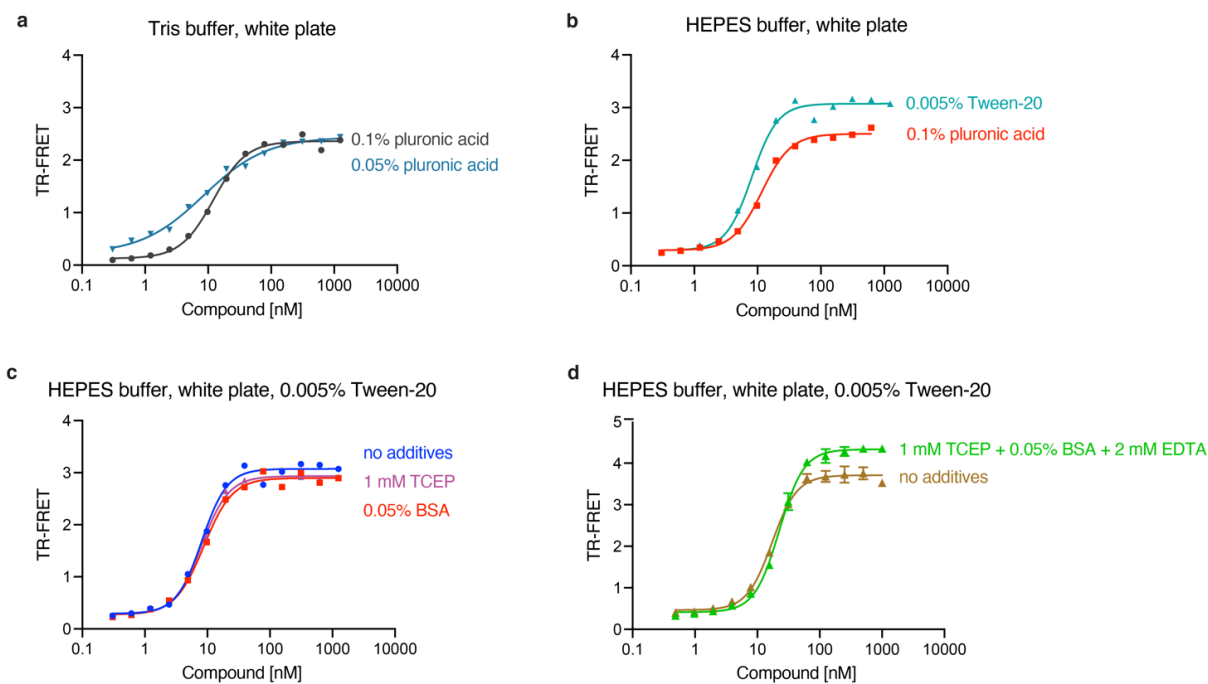 a
Tris buffer, white plate
4
3
2
1
0
0.1
1
10
100
1000
10000
TR-FRET
Compound [nM]
0.1% pluronic acid
0.05% pluronic acid
b
HEPES buffer, white plate
4
3
2
1
0
0.1
1
10
100
1000
10000
TR-FRET
Compound [nM]
0.005% Tween-20
0.1% pluronic acid
c
HEPES buffer, white plate, 0.005% Tween-20
4
3
2
1
0
0.1
1
10
100
1000
10000
TR-FRET
Compound [nM]
no additives
1 mM TCEP
0.05% BSA
d
HEPES buffer, white plate, 0.005% Tween-20
5
4
3
2
1
0
0.1
1
10
100
1000
10000
TR-FRET
Compound [nM]
1 mM TCEP + 0.05% BSA + 2 mM EDTA
no additives